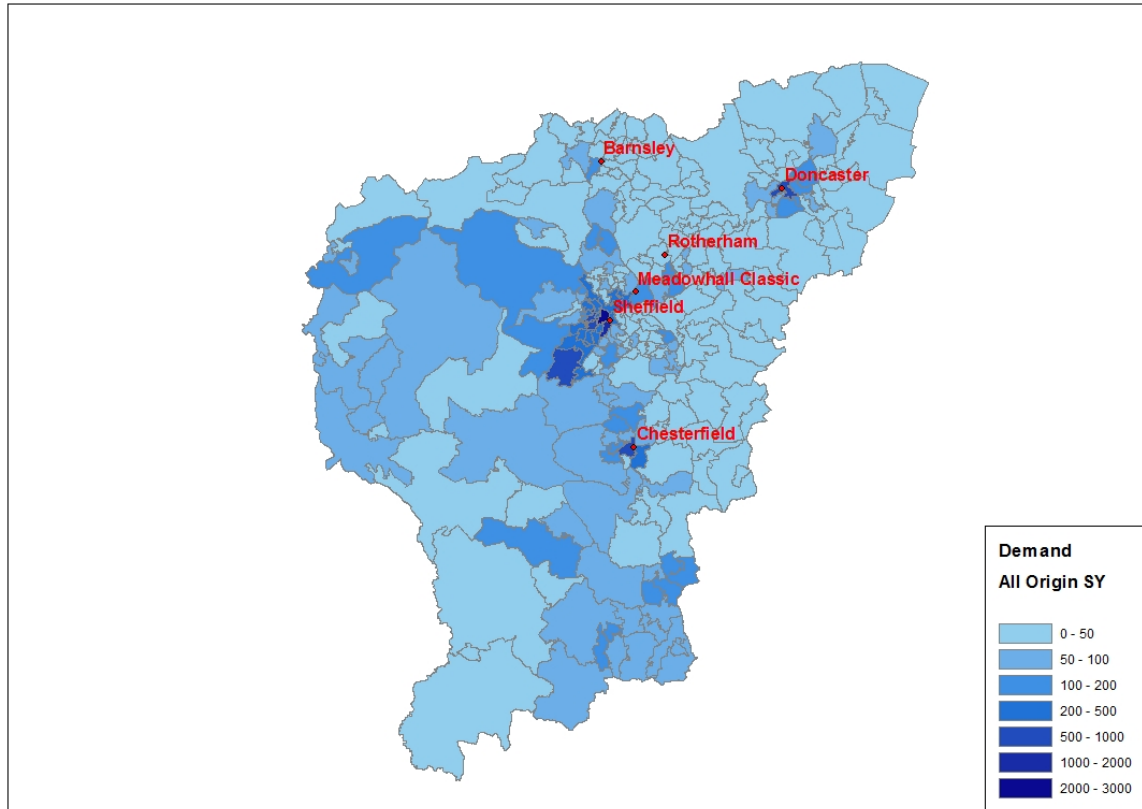 Barnsley
Doncaster
Rotherham
Meadowhall Classic
Sheffield
Chesterfield
Demand
All Origin SY
0 - 50
50 - 100
100 - 200
200 - 500
500 - 1000
1000 - 2000
2000 - 3000